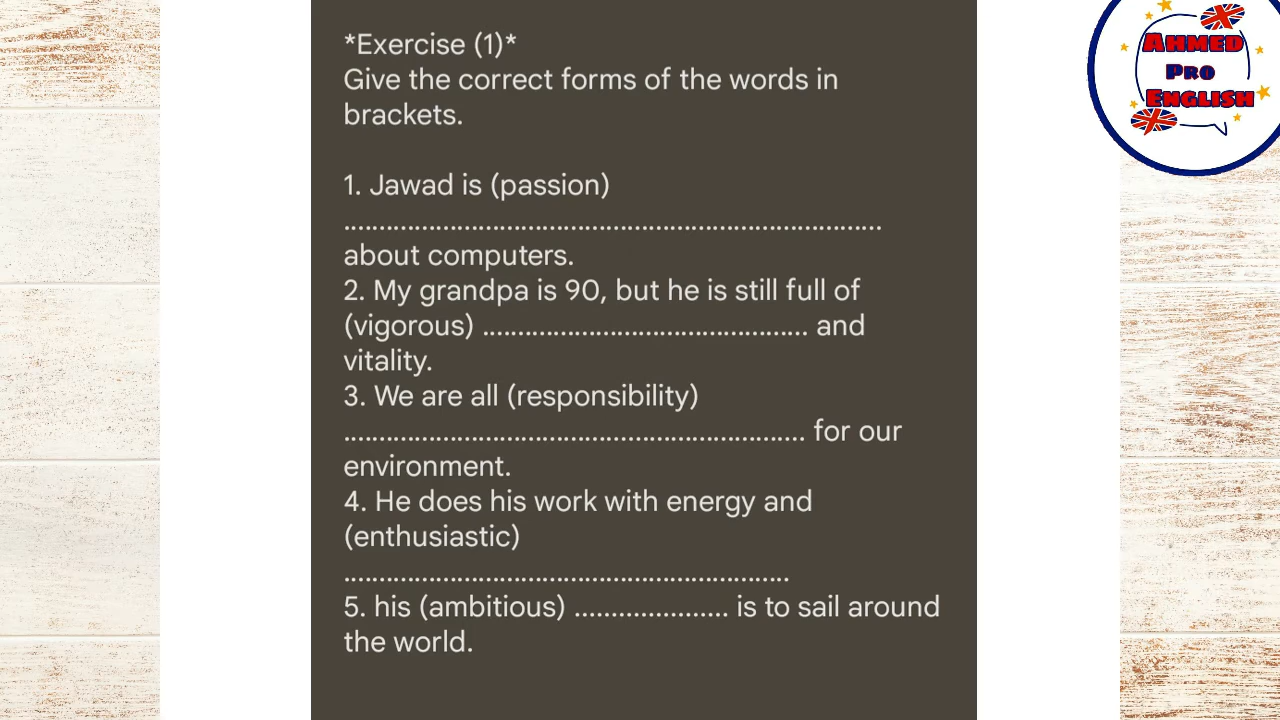 *Exercise (1)*
Give the correct forms of the words in
brackets.
1. Jawad is (passion)
.............................................................................
about computers.
2. My grandpa is 90, but he is still full of
(vigorous) .............................................. and
vitality.
3. We are all (responsibility)
.................................................................. for our
environment.
4. He does his work with energy and
(enthusiastic)
................................................................
5. his (ambitious) ..................... is to sail around
the world.
AHMED
PRO
ENGLISH